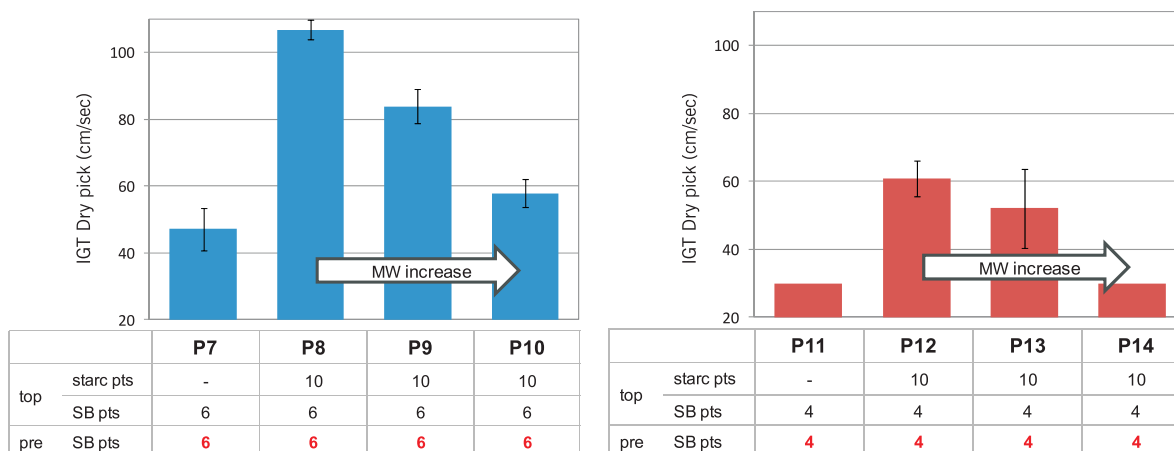 IGT Dry pick (cm/sec)
100
80
60
40
20
MW increase
P7 P8 P9 P10
top starc pts - 10 10 10
SB pts 6 6 6 6
pre SB pts 6 6 6 6
IGT Dry pick (cm/sec)
100
80
60
40
20
MW increase
P11 P12 P13 P14
top starc pts - 10 10 10
SB pts 4 4 4 4
pre SB pts 4 4 4 4